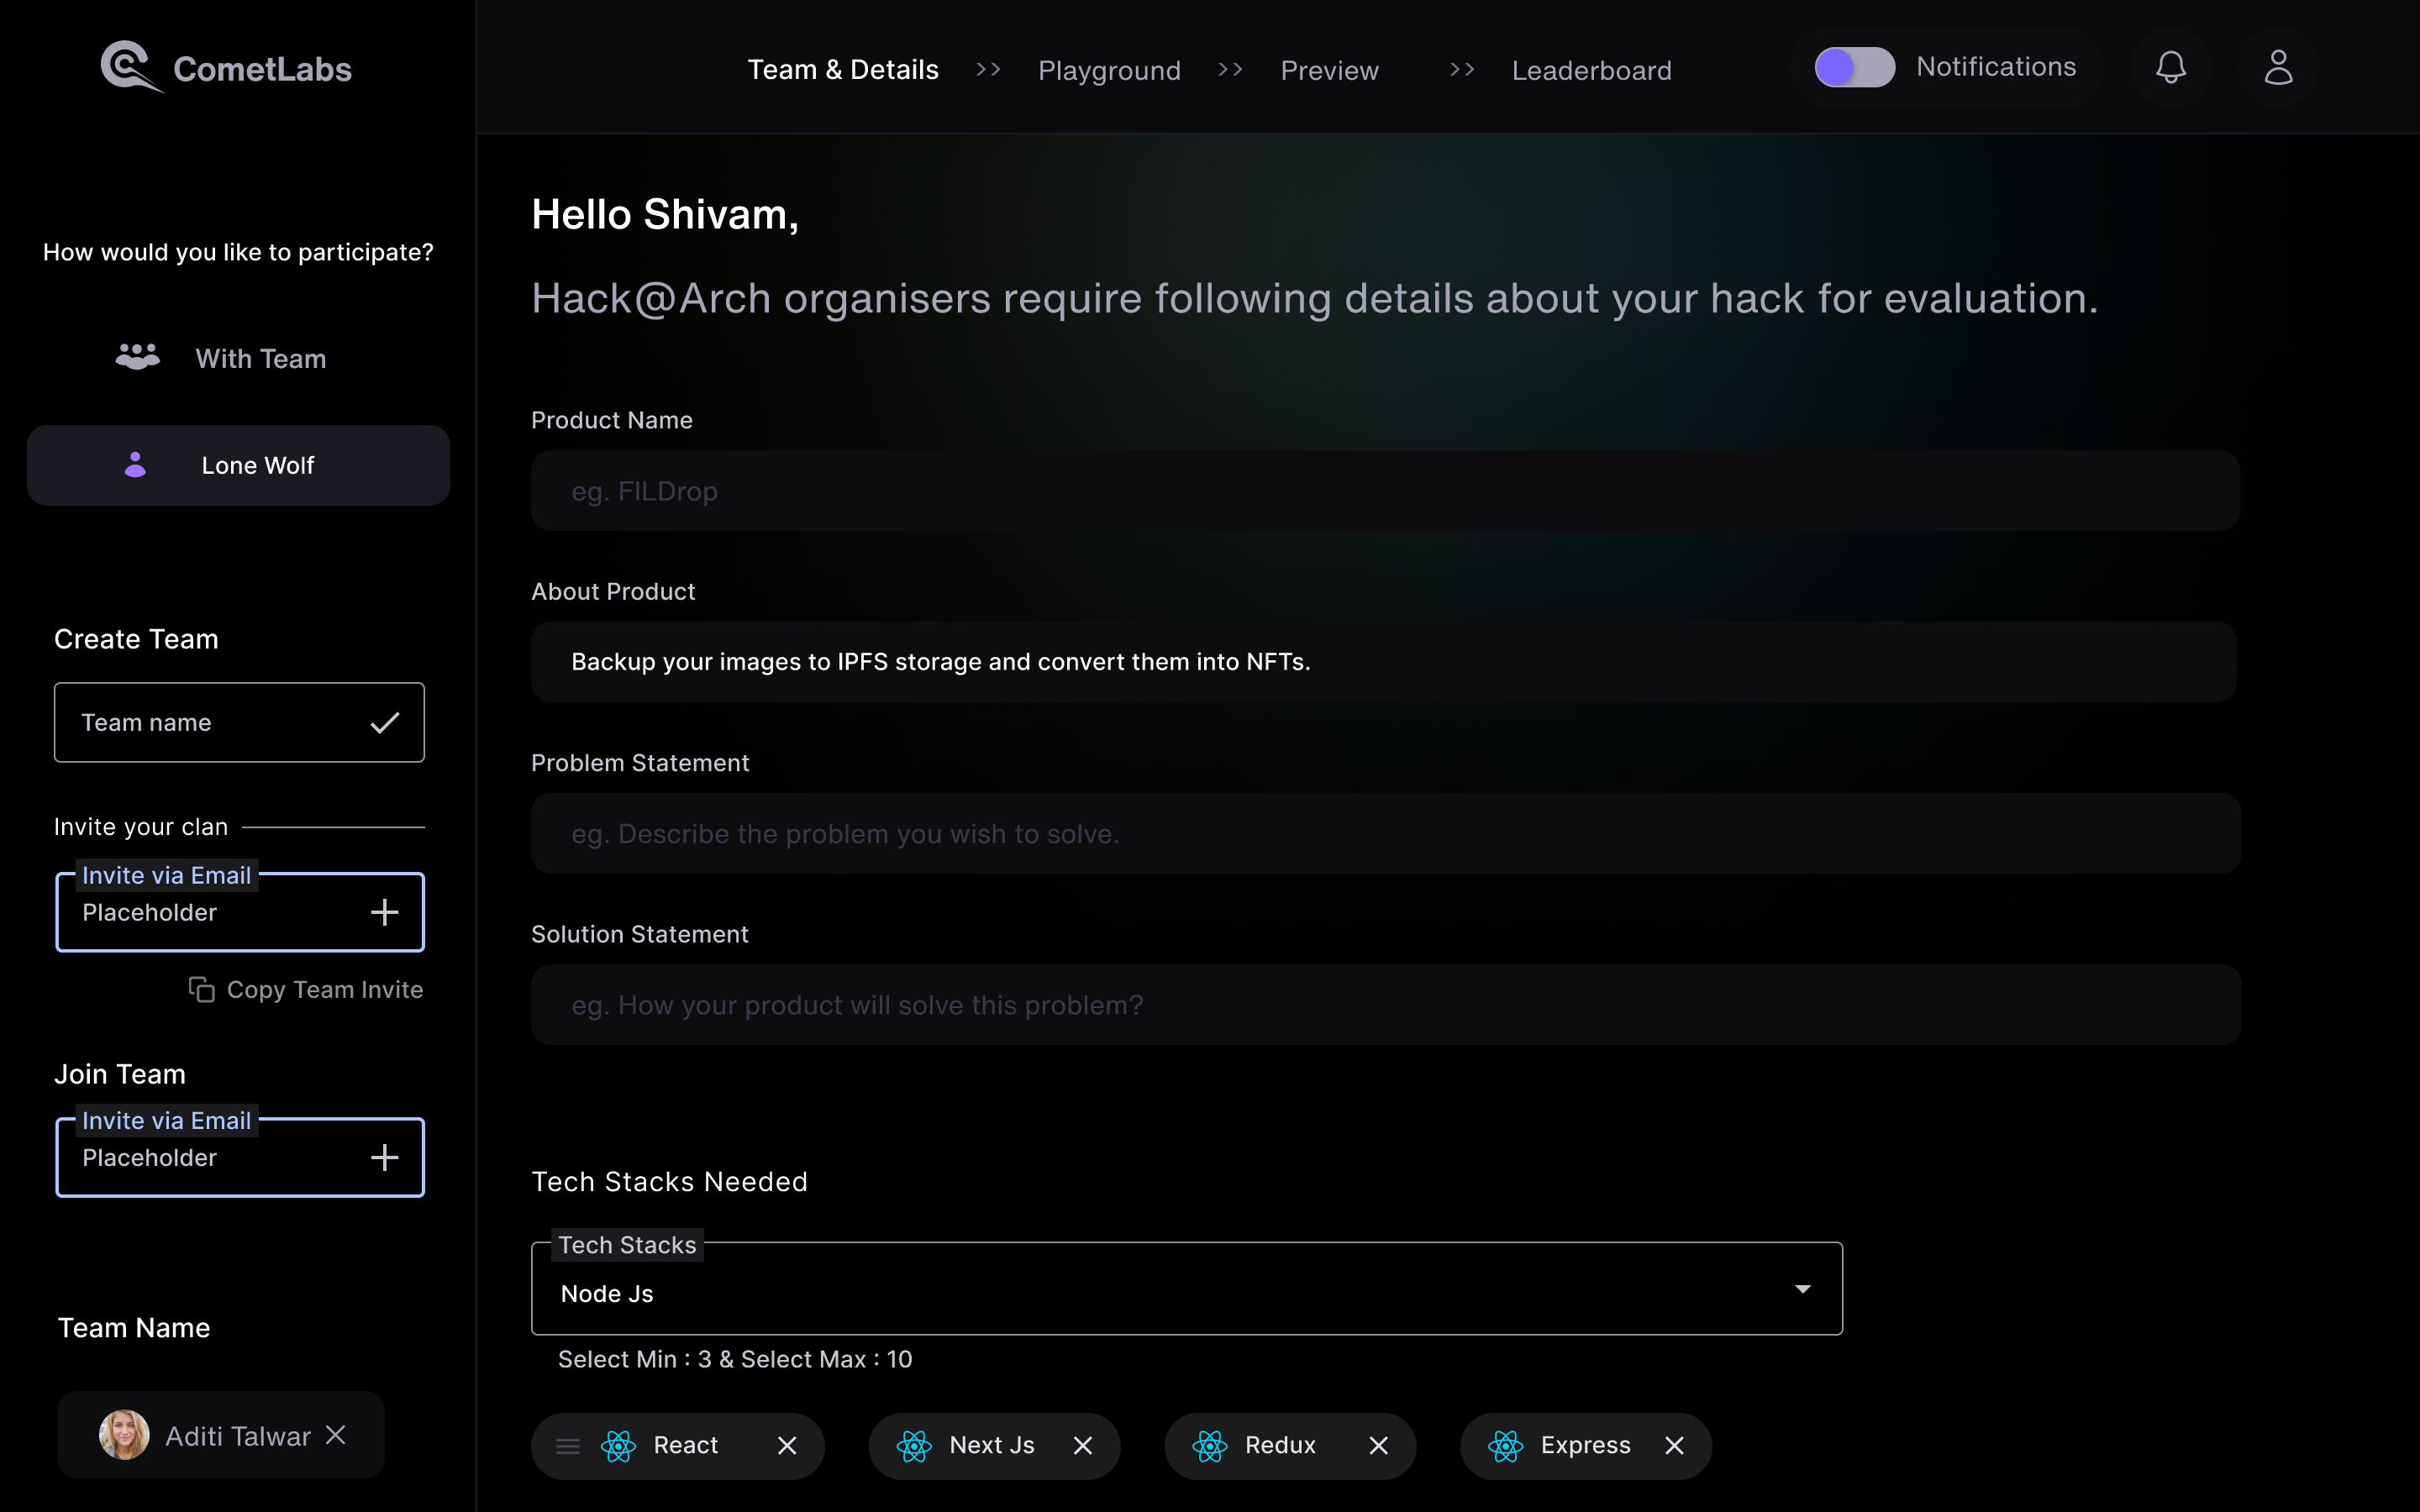 CometLabs
Team & Details >> Playground >> Preview >> Leaderboard
Notifications
How would you like to participate?
With Team
Lone Wolf
Create Team
Team name
Invite your clan
Invite via Email
Placeholder
Copy Team Invite
Join Team
Invite via Email
Placeholder
Team Name
Aditi Talwar
Hello Shivam,
Hack@Arch organisers require following details about your hack for evaluation.
Product Name
eg. FILDrop
About Product
Backup your images to IPFS storage and convert them into NFTs.
Problem Statement
eg. Describe the problem you wish to solve.
Solution Statement
eg. How your product will solve this problem?
Tech Stacks Needed
Tech Stacks
Node Js
Select Min : 3 & Select Max : 10
React
Next Js
Redux
Express